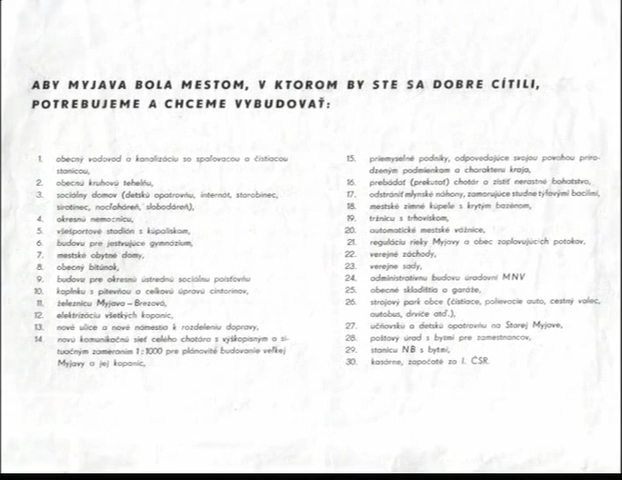 ABY MYJAVA BOLA MESTOM, V KTOROM BY STE SA DOBRE CÍTILI,
POTREBUJEME A CHCEME VYBUDOVAŤ:
1. obecný vodovod a kanalizáciu so spaľovacou a čistiacou
stanicou,
2. obecnú kruhovú tehelňu,
3. sociálny domov (detskú opatrovňu, internát, starobinec,
sirotinec, nocľaháreň, slobodáreň),
4. okresnú nemocnicu,
5. všešportové stadión s kúpaliskom,
6. budovu pre jestvujúce gymnázium,
7. mestské obytné domy,
8. obecný bitúnok,
9. budovu pre okresnú ústrednú sociálnu poisťovňu
10. kaplnku s pitevňou a celkovú úpravu cintorínov,
11. železnicu Myjava – Brezová,
12. elektrizáciu všetkých kopaníc,
13. nové ulice a nové námestia k rozdeleniu dopravy,
14. novú komunikačnú sieť celého chotára s výškopisným a si-
tuačným zameraním 1 : 1000 pre plánovité budovanie veľkej
Myjavy a jej kopaníc,
15. priemyselné podniky, odpovedajúce svojou povahou príro-
dzeným podmienkam a charakteru kraja,
16. prebádať (prekutať) chotár a zistiť nerastné bohatstvo,
17. odstrániť mlynské náhony, zamorujúce studne týfovými bacilmi,
18. mestské zimné kúpele s krytým bazénom,
19. tržnicu s trhoviskom,
20. automatické mestské vážnice,
21. reguláciu rieky Myjavy a obec zaplavujúcich potokov,
22. verejné záchody,
23. verejné sady,
24. administratívnu budovu úradovní MNV
25. obecné skladištia a garáže,
26. strojový park obce (čistiace, polievacie auto, cestný valec,
autobus, drviče atď.),
27. učňovskú a detskú opatrovňu na Starej Myjave,
28. poštový úrad s bytmi pre zamestnancov,
29. stanicu NB s bytmi,
30. kasárne, započaté za I. ČSR.